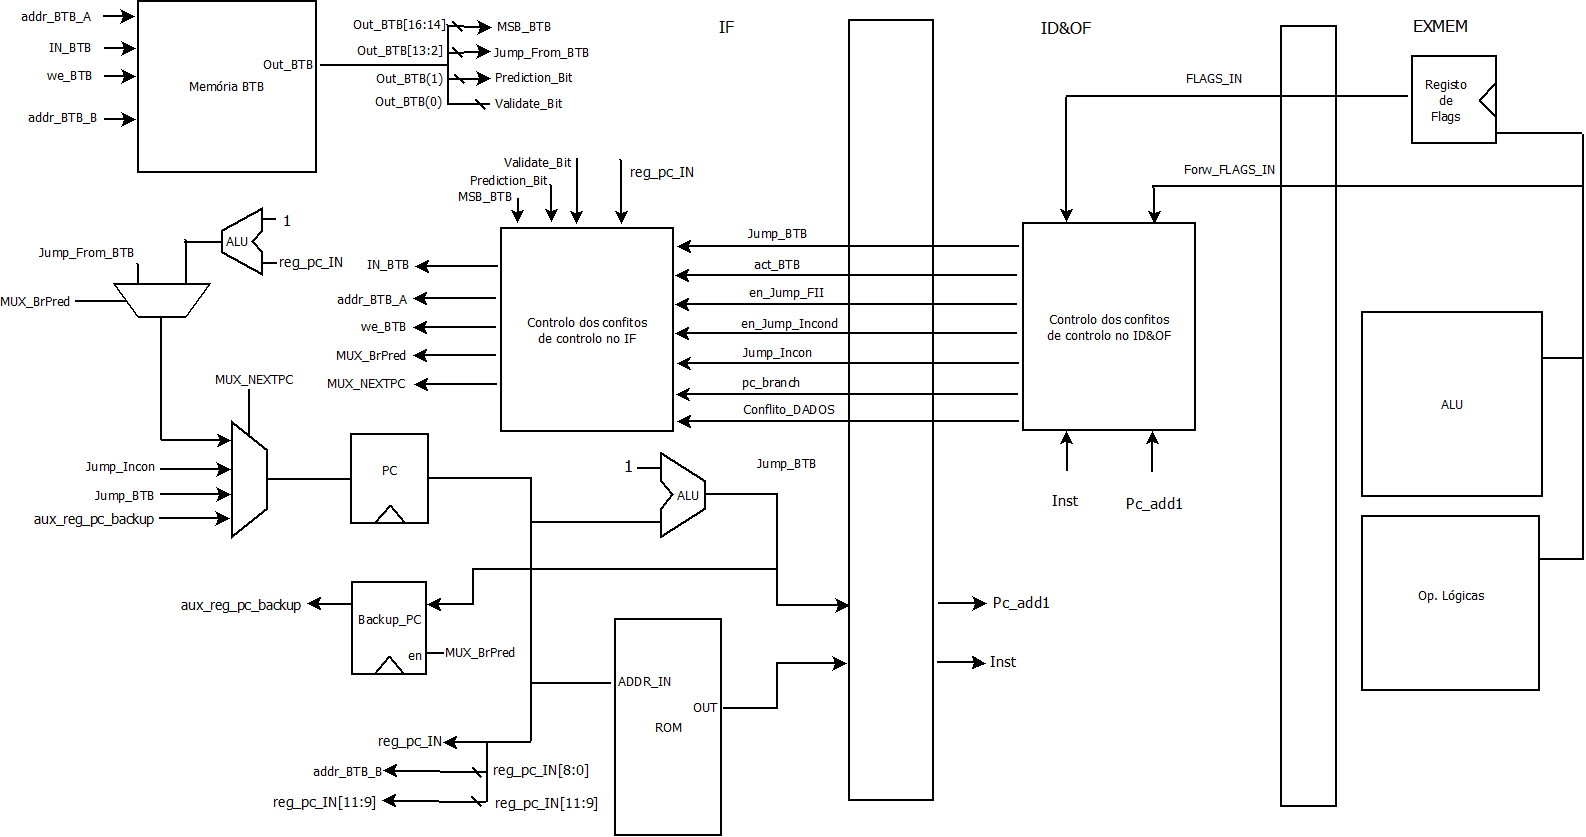 addr_BTB_A
IN_BTB
we_BTB
addr_BTB_B
Out_BTB
Memória BTB
Out_BTB[16:14]
MSB_BTB
Out_BTB[13:2]
Jump_From_BTB
Out_BTB(1)
Prediction_Bit
Out_BTB(0)
Validate_Bit
IF
ID&OF
EXMEM
FLAGS_IN
Registo
de
Flags
Forw_FLAGS_IN
Validate_Bit
Prediction_Bit
MSB_BTB
reg_pc_IN
1
ALU
reg_pc_IN
Jump_From_BTB
MUX_BrPred
IN_BTB
addr_BTB_A
we_BTB
MUX_BrPred
MUX_NEXTPC
Controlo dos confitos
de controlo no IF
Jump_BTB
act_BTB
en_Jump_FII
en_Jump_Incond
Jump_Incon
pc_branch
Conflito_DADOS
Controlo dos confitos
de controlo no ID&OF
Inst
Pc_add1
ALU
Op. Lógicas
MUX_NEXTPC
Jump_Incon
Jump_BTB
aux_reg_pc_backup
PC
1
ALU
Jump_BTB
aux_reg_pc_backup
Backup_PC
en
MUX_BrPred
ADDR_IN
OUT
ROM
Pc_add1
Inst
reg_pc_IN
addr_BTB_B
reg_pc_IN[8:0]
reg_pc_IN[11:9]
reg_pc_IN[11:9]